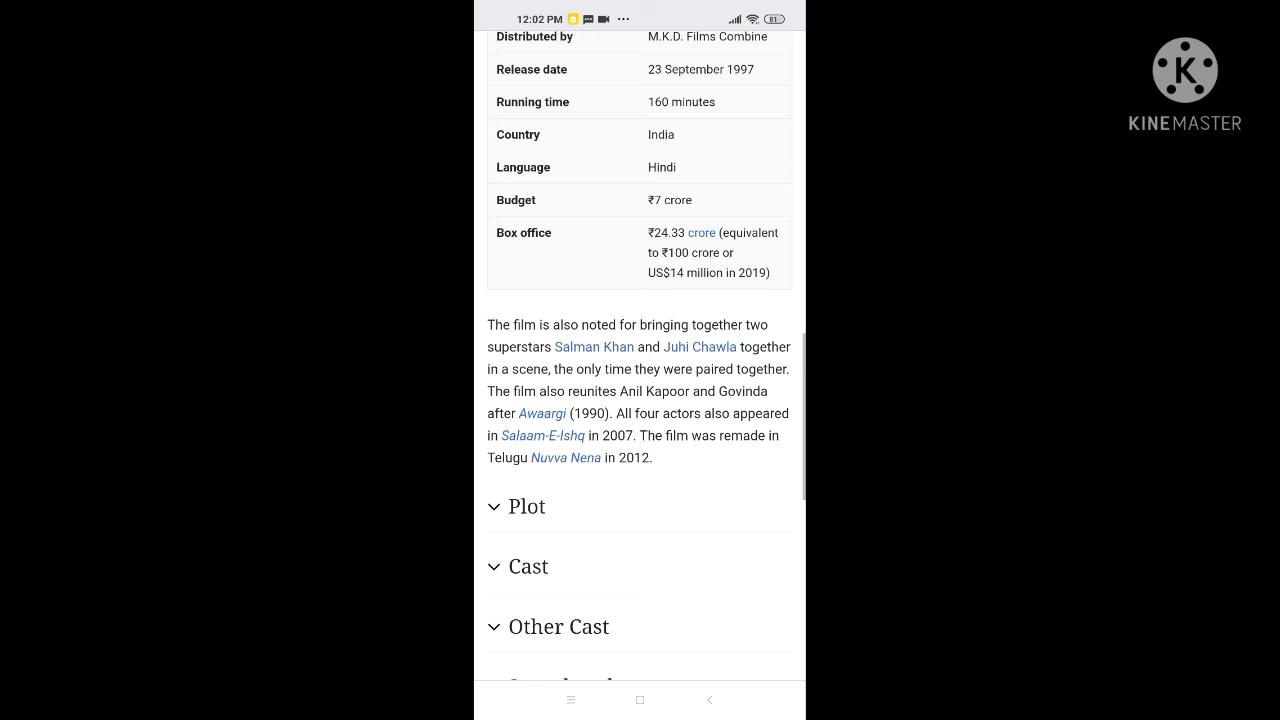 12:02 PM
81
KINEMASTER
K
Distributed by M.K.D. Films Combine
Release date 23 September 1997
Running time 160 minutes
Country India
Language Hindi
Budget ₹7 crore
Box office ₹24.33 crore (equivalent
to ₹100 crore or
US$14 million in 2019)
The film is also noted for bringing together two
superstars Salman Khan and Juhi Chawla together
in a scene, the only time they were paired together.
The film also reunites Anil Kapoor and Govinda
after Awaargi (1990). All four actors also appeared
in Salaam-E-Ishq in 2007. The film was remade in
Telugu Nuvva Nena in 2012.
Plot
Cast
Other Cast